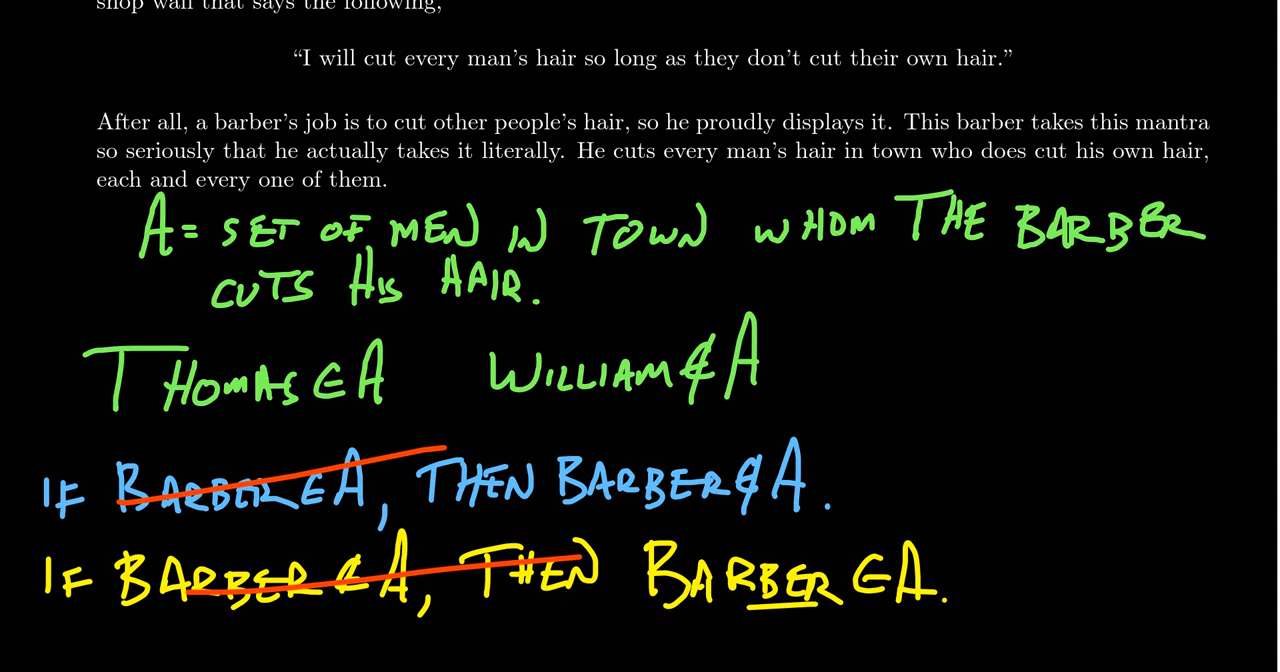 shop wall that says the following,
“I will cut every man’s hair so long as they don’t cut their own hair.”
After all, a barber’s job is to cut other people’s hair, so he proudly displays it. This barber takes this mantra
so seriously that he actually takes it literally. He cuts every man’s hair in town who does cut his own hair,
each and every one of them.
A = SET OF MEN IN TOWN WHOM THE BARBER
CUTS HIS HAIR.
THOMAS ∈ A WILLIAM ∉ A
IF BARBER ∈ A, THEN BARBER ∉ A.
IF BARBER ∉ A, THEN BARBER ∈ A.